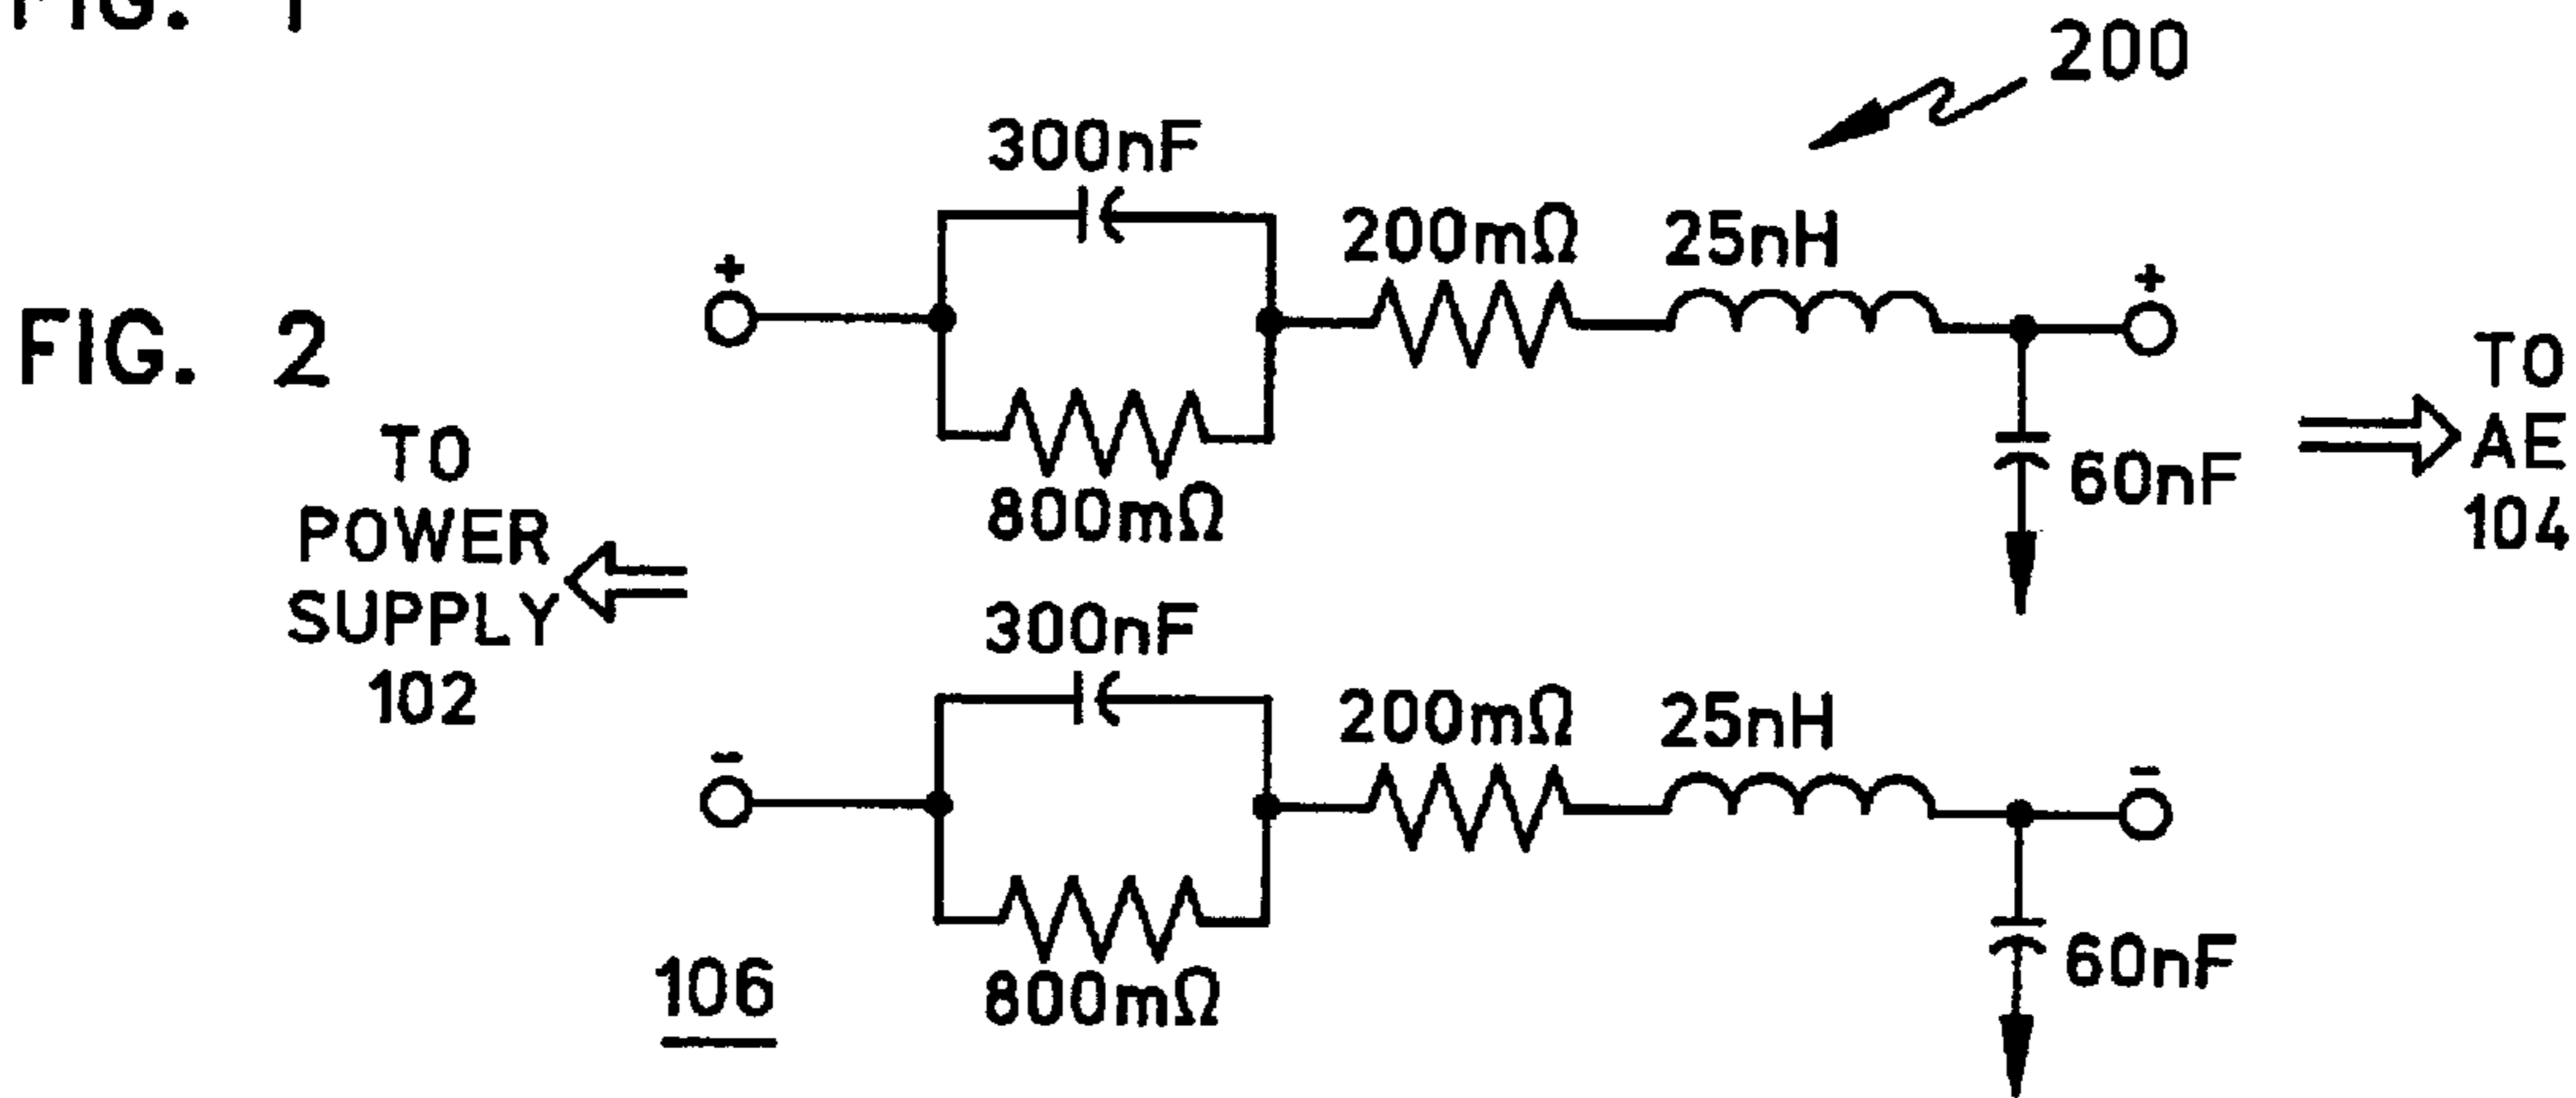 FIG. 1
200
300nF
200mΩ
25nH
+
+
FIG. 2
800mΩ
60nF
TO
AE
104
TO
POWER
SUPPLY
102
300nF
200mΩ
25nH
-
-
800mΩ
60nF
106